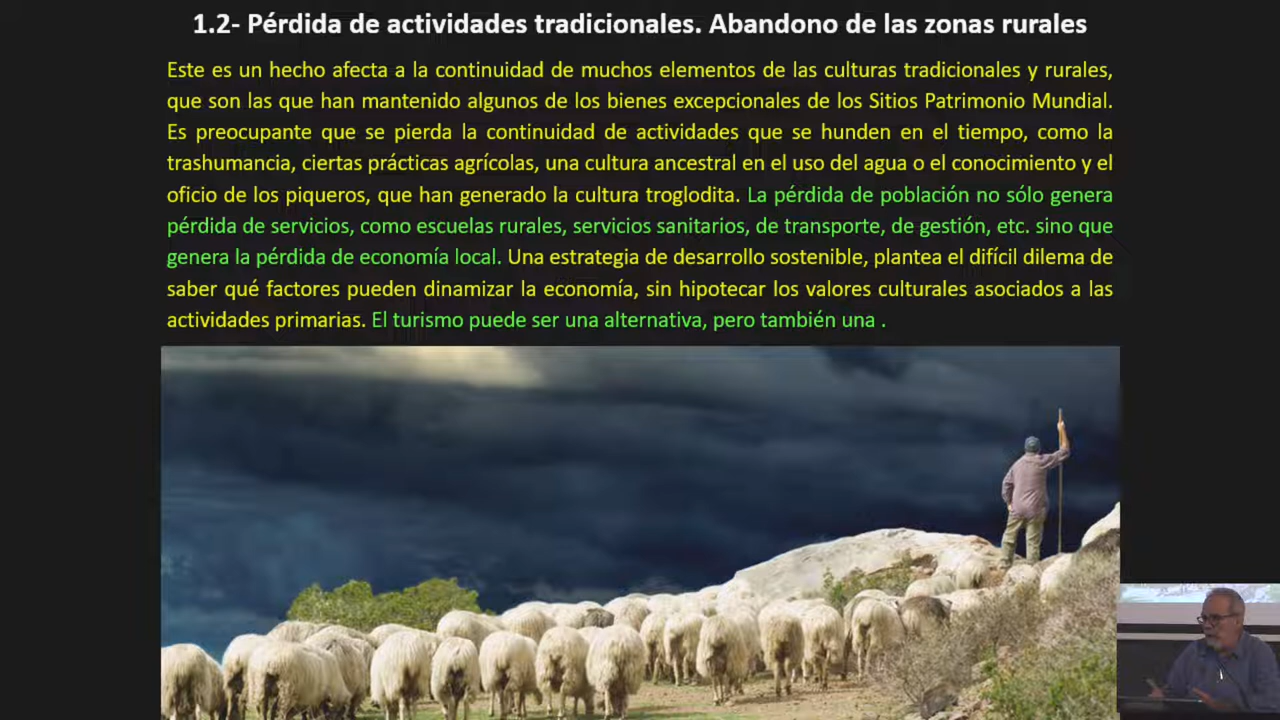 1.2- Pérdida de actividades tradicionales. Abandono de las zonas rurales
Este es un hecho afecta a la continuidad de muchos elementos de las culturas tradicionales y rurales,
que son las que han mantenido algunos de los bienes excepcionales de los Sitios Patrimonio Mundial.
Es preocupante que se pierda la continuidad de actividades que se hunden en el tiempo, como la
trashumancia, ciertas prácticas agrícolas, una cultura ancestral en el uso del agua o el conocimiento y el
oficio de los piqueros, que han generado la cultura troglodita. La pérdida de población no sólo genera
pérdida de servicios, como escuelas rurales, servicios sanitarios, de transporte, de gestión, etc. sino que
genera la pérdida de economía local. Una estrategia de desarrollo sostenible, plantea el difícil dilema de
saber qué factores pueden dinamizar la economía, sin hipotecar los valores culturales asociados a las
actividades primarias. El turismo puede ser una alternativa, pero también una .